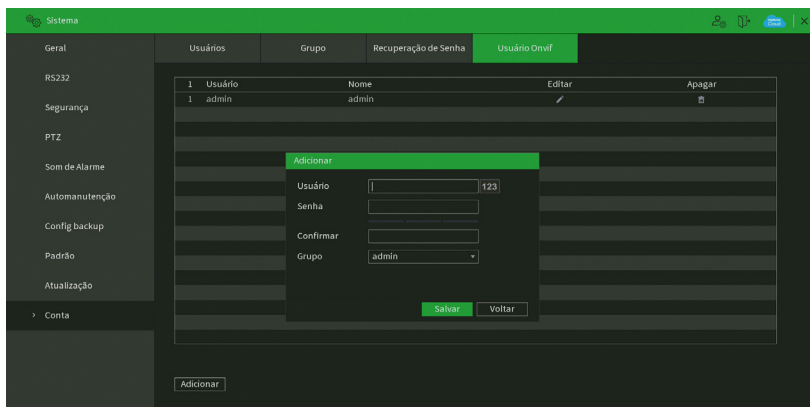 Sistema
Geral
RS232
Segurança
PTZ
Som de Alarme
Automanutenção
Config backup
Padrão
Atualização
› Conta
Usuários Grupo Recuperação de Senha Usuário Onvif
1 Usuário Nome Editar Apagar
1 admin admin
Adicionar
Usuário 123
Senha
Confirmar
Grupo admin
Salvar Voltar
Adicionar